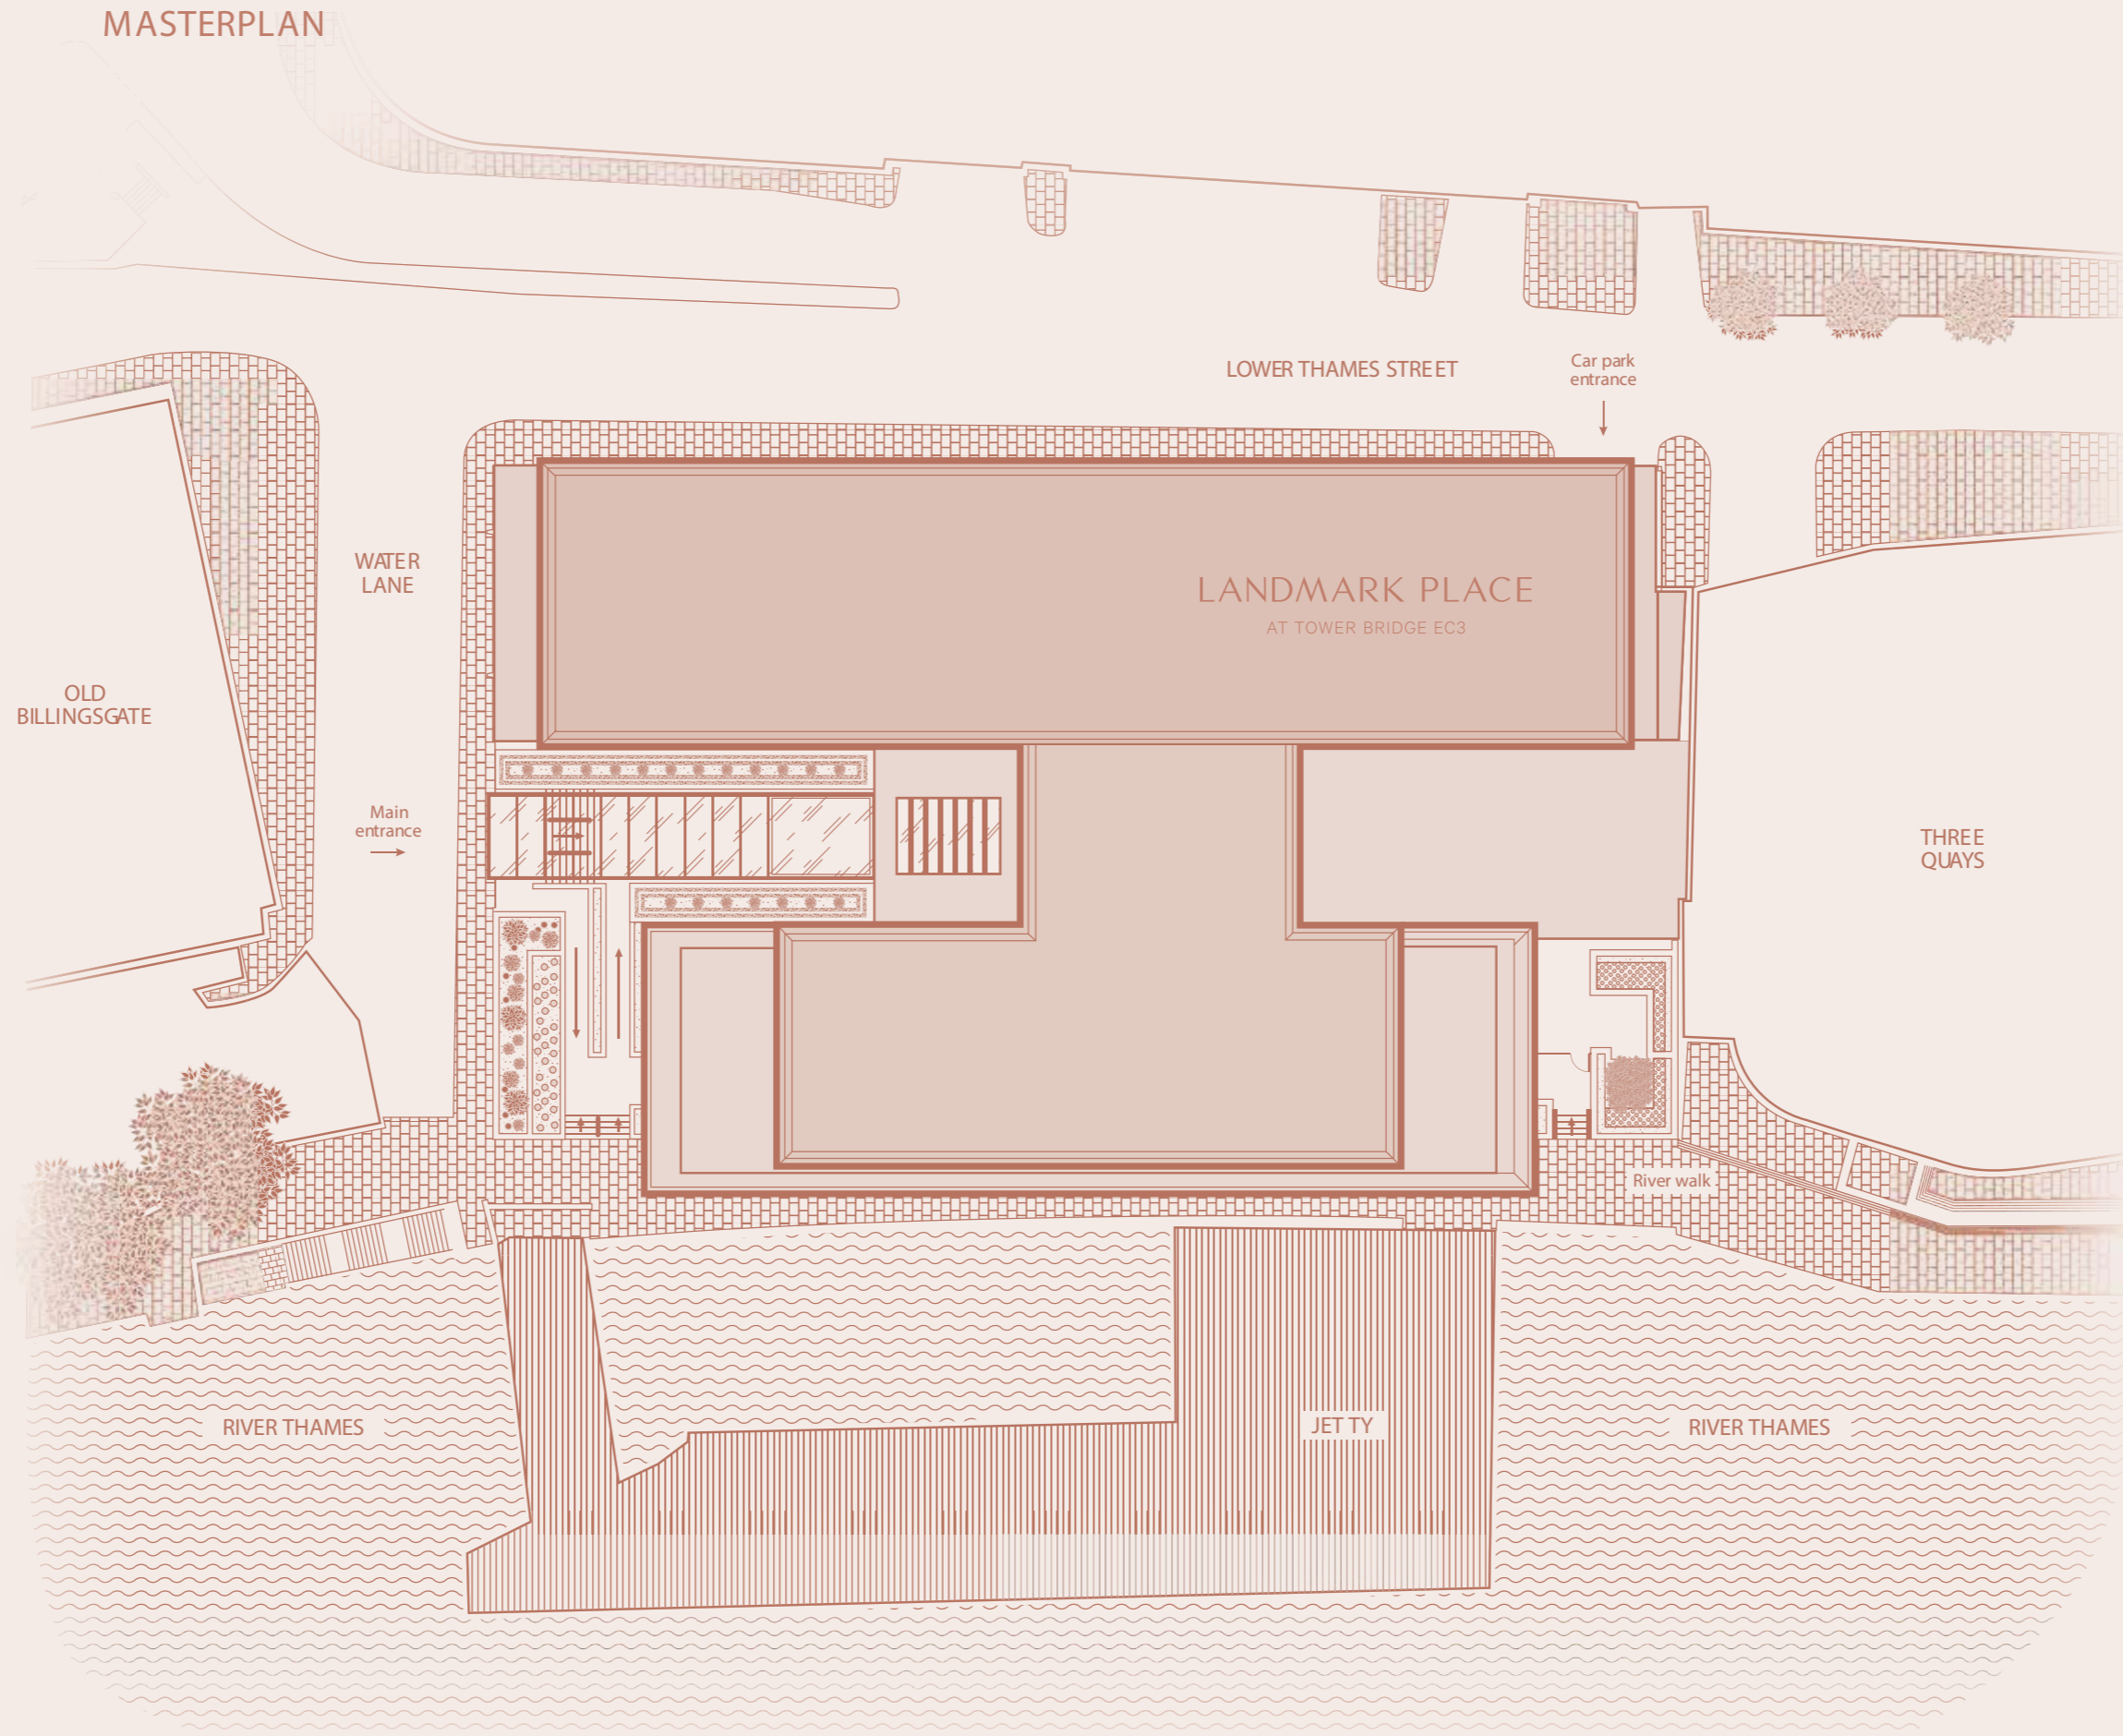 MASTERPLAN
LOWER THAMES STREET
Car park
entrance
WATER
LANE
LANDMARK PLACE
AT TOWER BRIDGE EC3
OLD
BILLINGSGATE
Main
entrance
THREE
QUAYS
River walk
RIVER THAMES
JETTY
RIVER THAMES